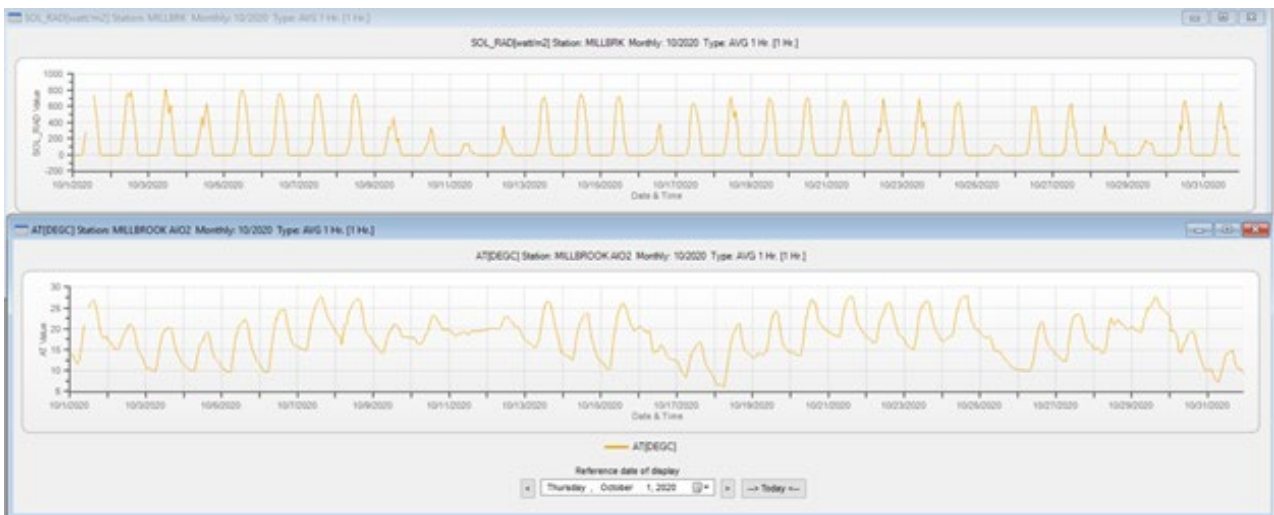 SOL_RAD[watt/m2] Station: MILLBRK Monthly: 10/2020 Type: AVG 1 Hr. [1 Hr.]
SOL_RAD[watt/m2] Station: MILLBRK Monthly: 10/2020 Type: AVG 1 Hr. [1 Hr.]
SOL_RAD Value
1000
800
600
400
200
0
-200
10/1/2020 10/3/2020 10/5/2020 10/7/2020 10/9/2020 10/11/2020 10/13/2020 10/15/2020 10/17/2020 10/19/2020 10/21/2020 10/23/2020 10/25/2020 10/27/2020 10/29/2020 10/31/2020
Date & Time
AT[DEGC] Station: MILLBROOK AIO2 Monthly: 10/2020 Type: AVG 1 Hr. [1 Hr.]
AT[DEGC] Station: MILLBROOK AIO2 Monthly: 10/2020 Type: AVG 1 Hr. [1 Hr.]
AT Value
30
25
20
15
10
5
10/1/2020 10/3/2020 10/5/2020 10/7/2020 10/9/2020 10/11/2020 10/13/2020 10/15/2020 10/17/2020 10/19/2020 10/21/2020 10/23/2020 10/25/2020 10/27/2020 10/29/2020 10/31/2020
Date & Time
AT[DEGC]
Reference date of display
< Thursday , October 1, 2020 > --> Today <--